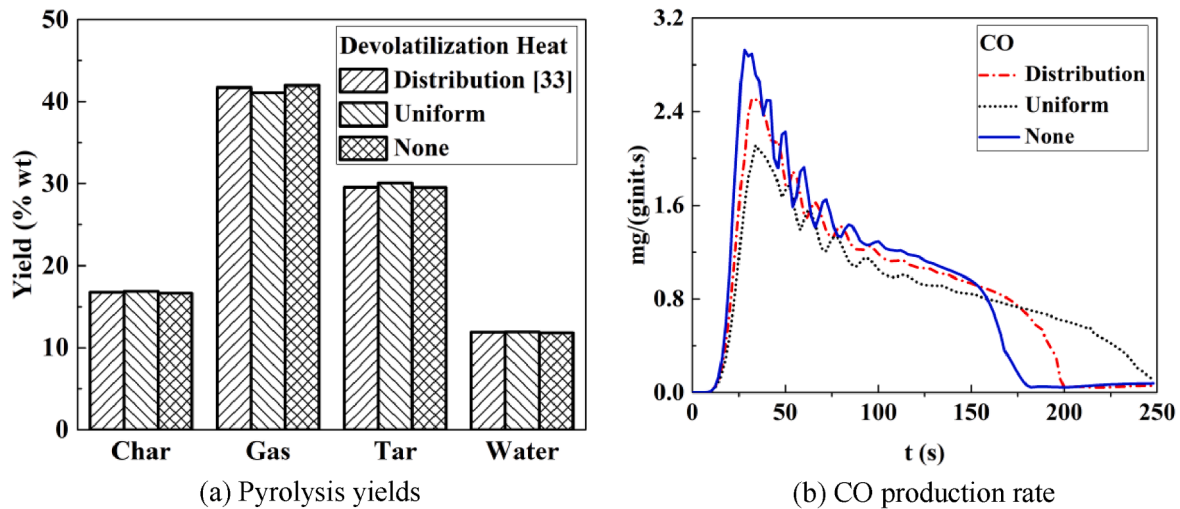 50
40
30
20
10
0
Yield (% wt)
Devolatilization Heat
Distribution [33]
Uniform
None
Char Gas Tar Water
(a) Pyrolysis yields
3.2
2.4
1.6
0.8
0.0
mg/(ginit.s)
CO
Distribution
Uniform
None
0 50 100 150 200 250
t (s)
(b) CO production rate